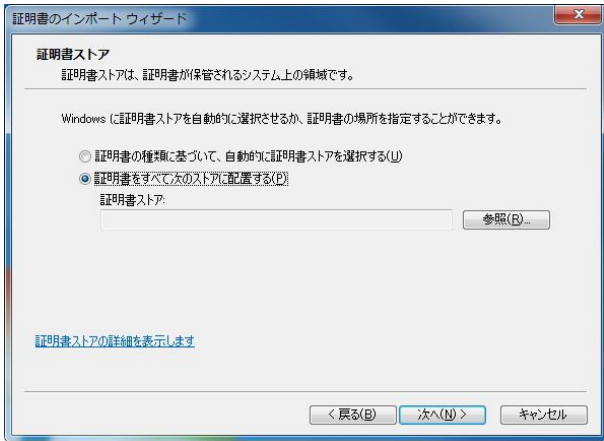 証明書のインポート ウィザード
証明書ストア
証明書ストアは、証明書が保管されるシステム上の領域です。
Windows に証明書ストアを自動的に選択させるか、証明書の場所を指定することができます。
証明書の種類に基づいて、自動的に証明書ストアを選択する(U)
証明書をすべて次のストアに配置する(P)
証明書ストア:
参照(R)...
証明書ストアの詳細を表示します
< 戻る(B) 次へ(N) > キャンセル